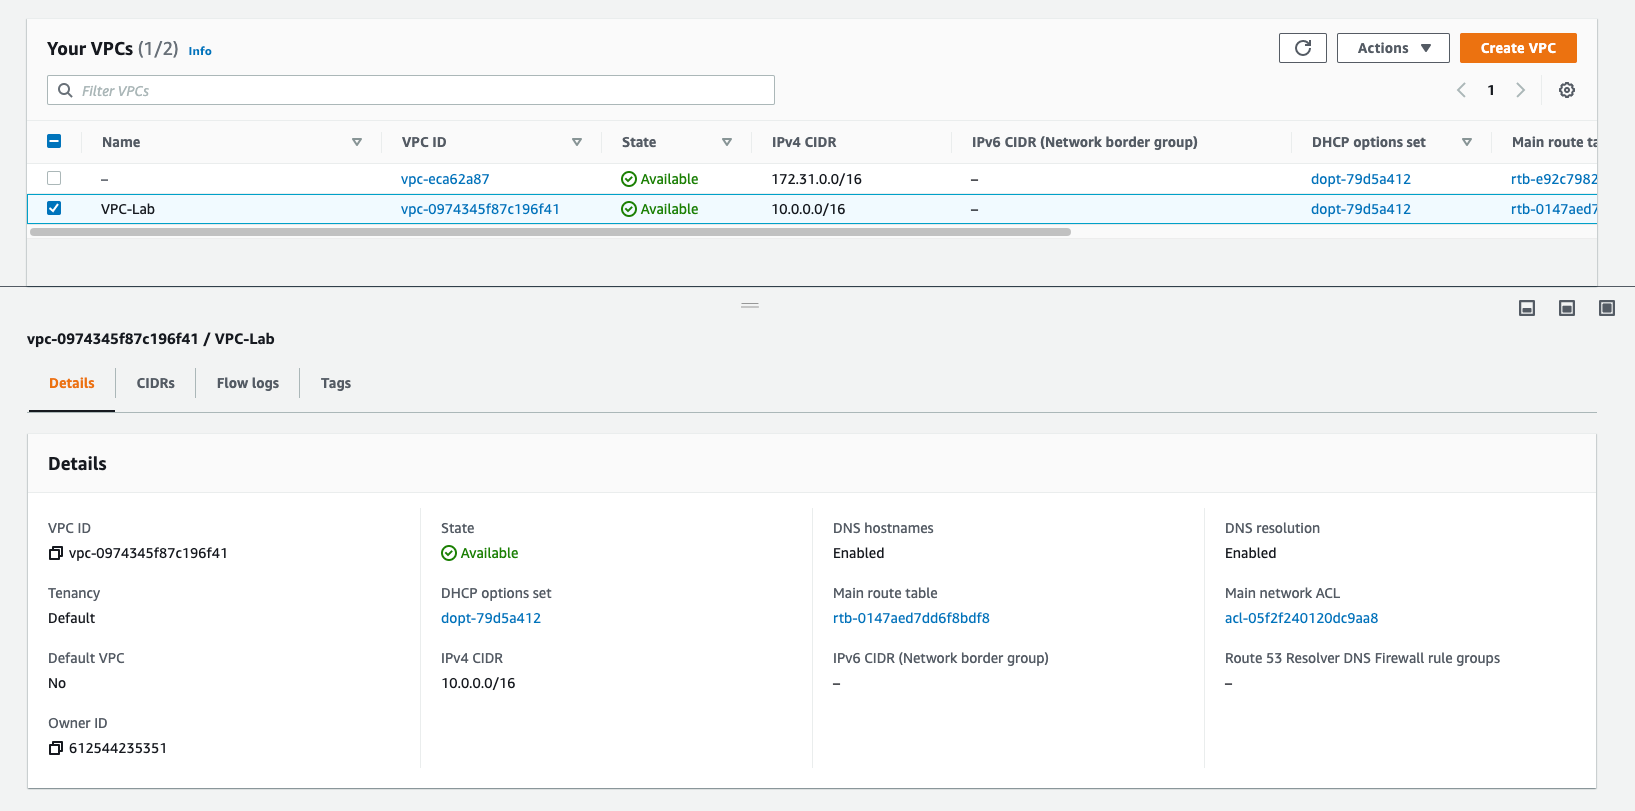 Your VPCs (1/2) Info
Actions Create VPC
Filter VPCs
1
Name VPC ID State IPv4 CIDR IPv6 CIDR (Network border group) DHCP options set Main route ta
– vpc-eca62a87 Available 172.31.0.0/16 – dopt-79d5a412 rtb-e92c7982
VPC-Lab vpc-0974345f87c196f41 Available 10.0.0.0/16 – dopt-79d5a412 rtb-0147aed7
vpc-0974345f87c196f41 / VPC-Lab
Details CIDRs Flow logs Tags
Details
VPC ID State DNS hostnames DNS resolution
vpc-0974345f87c196f41 Available Enabled Enabled
Tenancy DHCP options set Main route table Main network ACL
Default dopt-79d5a412 rtb-0147aed7dd6f8bdf8 acl-05f2f240120dc9aa8
Default VPC IPv4 CIDR IPv6 CIDR (Network border group) Route 53 Resolver DNS Firewall rule groups
No 10.0.0.0/16 – –
Owner ID
612544235351